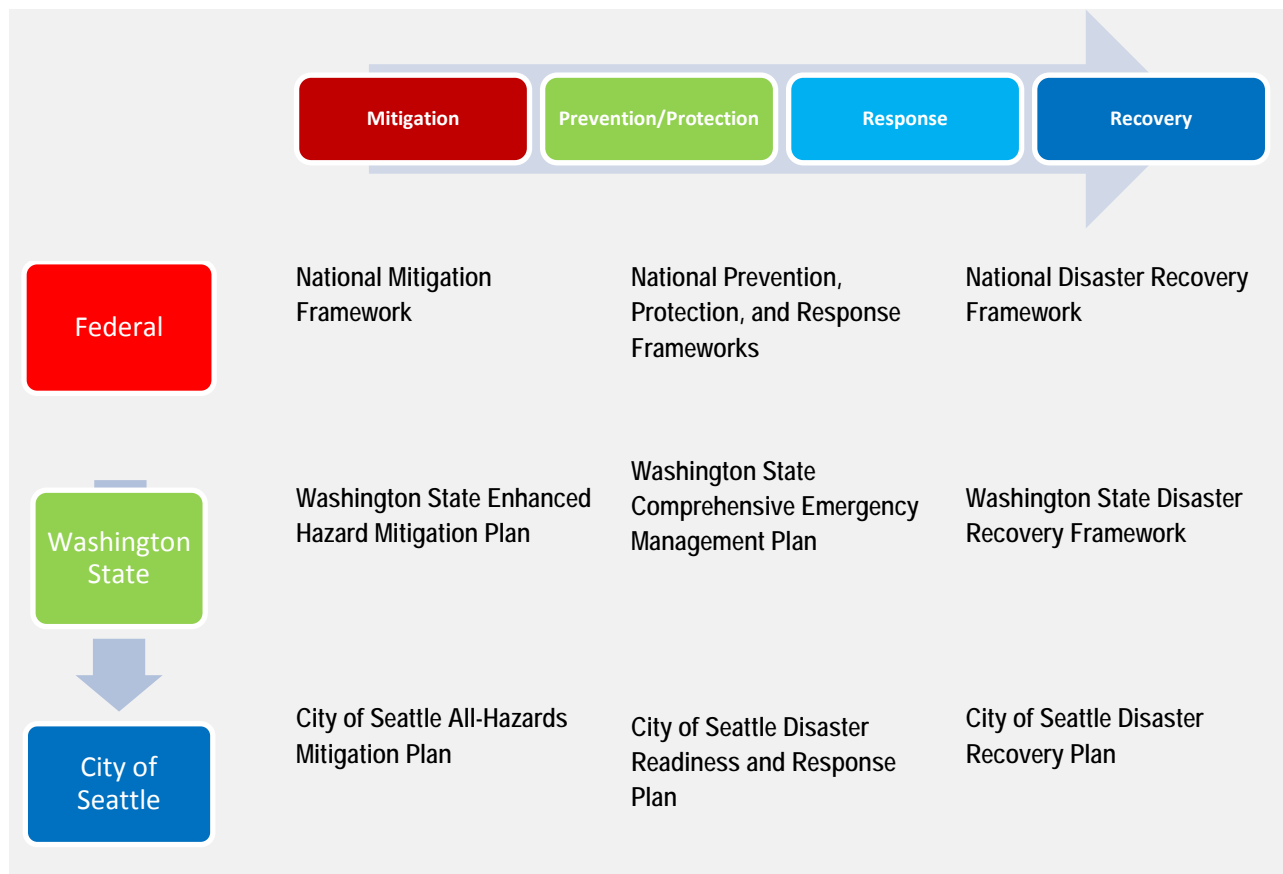 Mitigation
Prevention/Protection
Response
Recovery
Federal
National Mitigation
Framework
National Prevention,
Protection, and Response
Frameworks
National Disaster Recovery
Framework
Washington
State
Washington State Enhanced
Hazard Mitigation Plan
Washington State
Comprehensive Emergency
Management Plan
Washington State Disaster
Recovery Framework
City of
Seattle
City of Seattle All-Hazards
Mitigation Plan
City of Seattle Disaster
Readiness and Response
Plan
City of Seattle Disaster
Recovery Plan